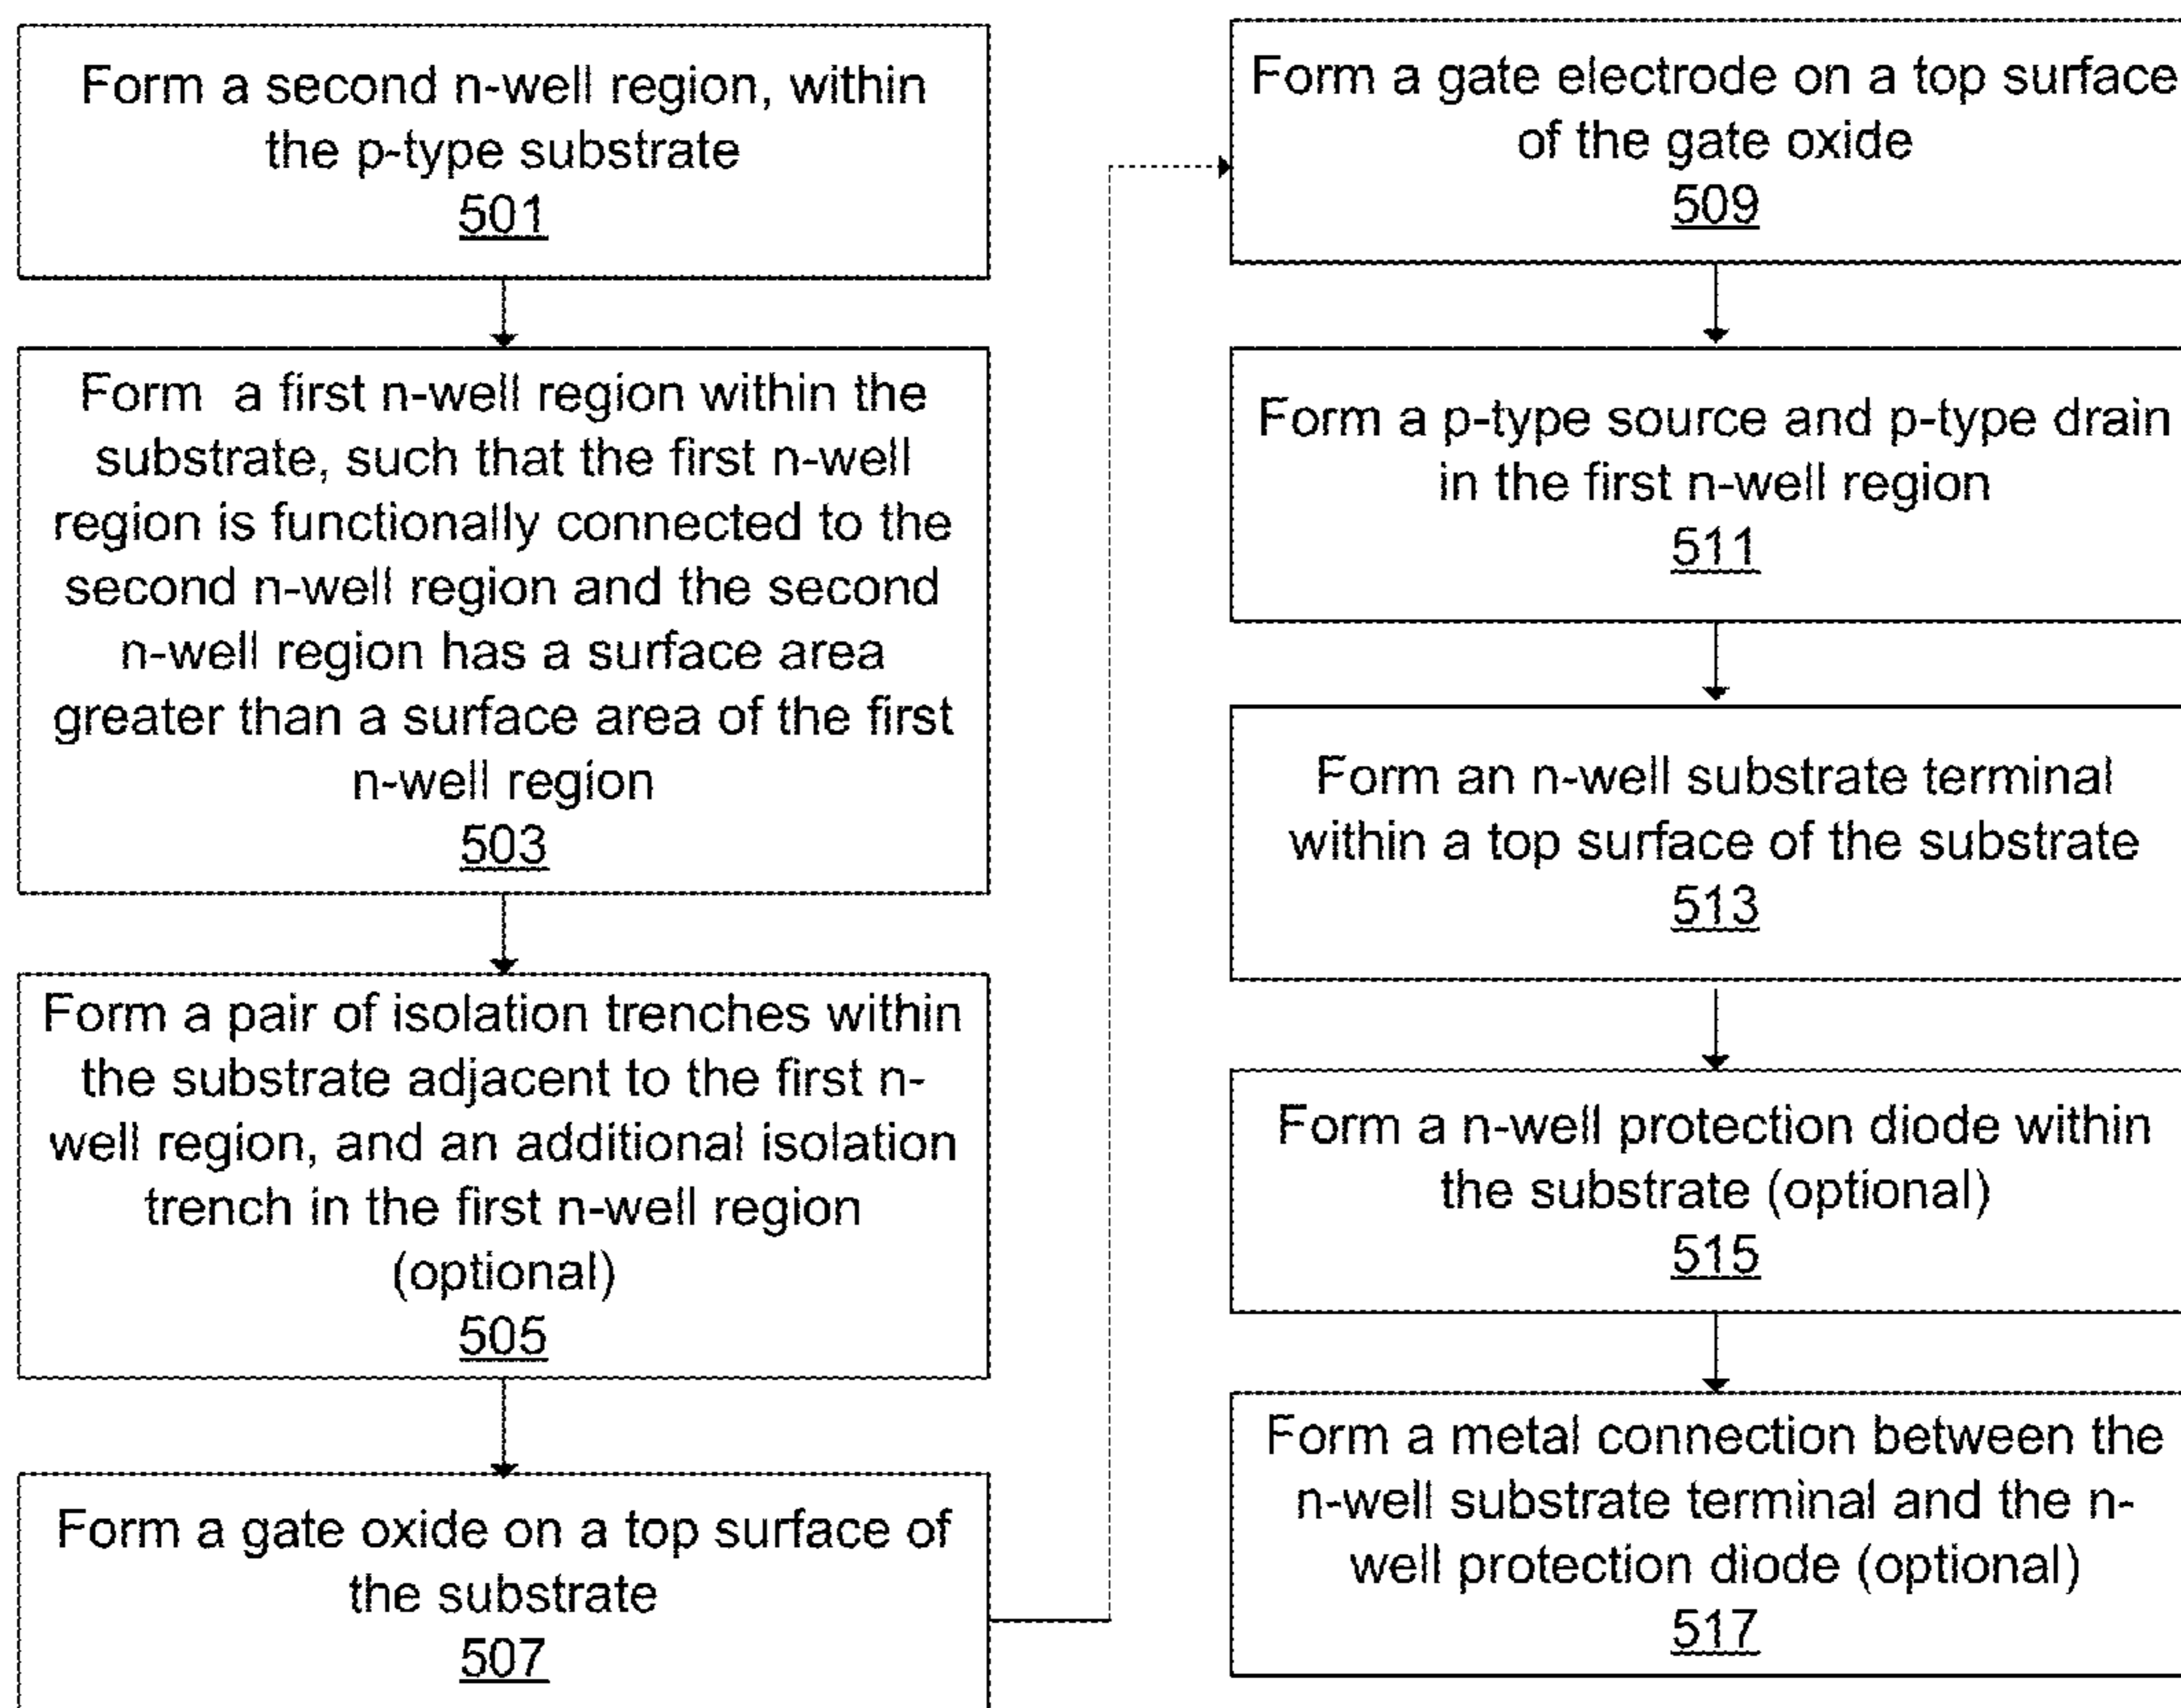 Form a second n-well region, within
the p-type substrate
501
Form a first n-well region within the
substrate, such that the first n-well
region is functionally connected to the
second n-well region and the second
n-well region has a surface area
greater than a surface area of the first
n-well region
503
Form a pair of isolation trenches within
the substrate adjacent to the first n-
well region, and an additional isolation
trench in the first n-well region
(optional)
505
Form a gate oxide on a top surface of
the substrate
507
Form a gate electrode on a top surface
of the gate oxide
509
Form a p-type source and p-type drain
in the first n-well region
511
Form an n-well substrate terminal
within a top surface of the substrate
513
Form a n-well protection diode within
the substrate (optional)
515
Form a metal connection between the
n-well substrate terminal and the n-
well protection diode (optional)
517